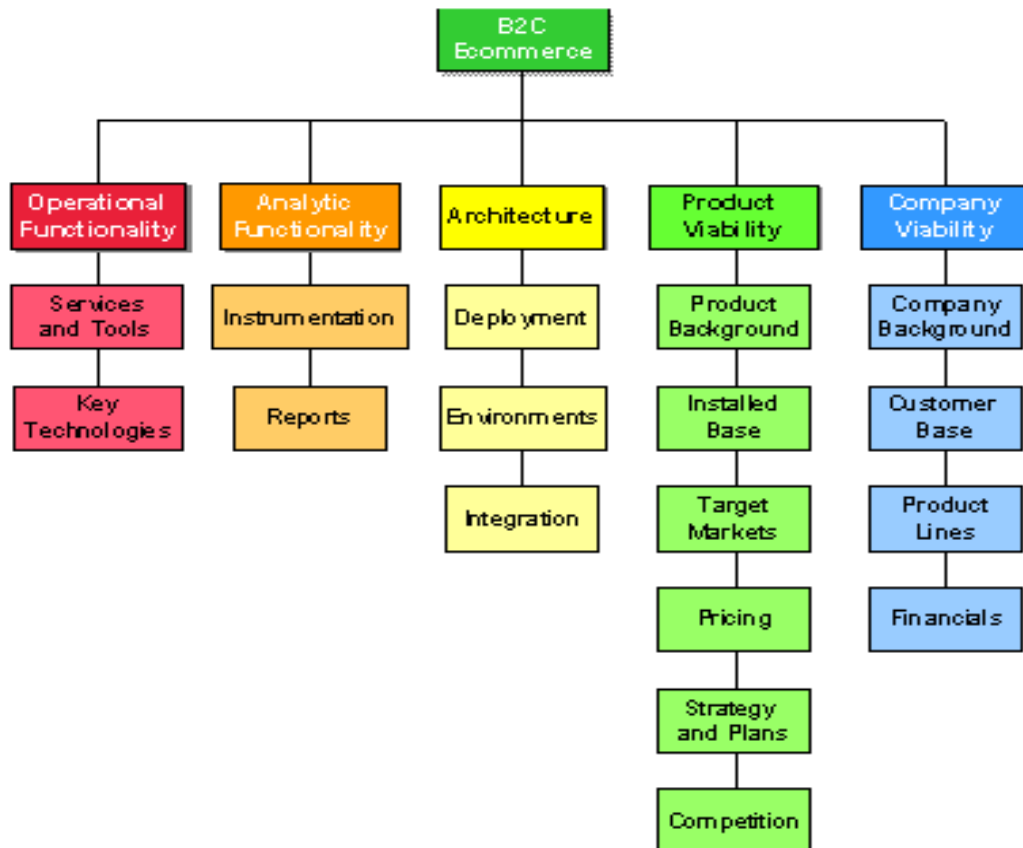 B2C
Ecommerce
Operational
Functionality
Analytic
Functionality
Architecture
Product
Viability
Company
Viability
Services
and Tools
Instrumentation
Deployment
Product
Background
Company
Background
Key
Technologies
Reports
Environments
Installed
Base
Customer
Base
Integration
Target
Markets
Product
Lines
Pricing
Financials
Strategy
and Plans
Competition